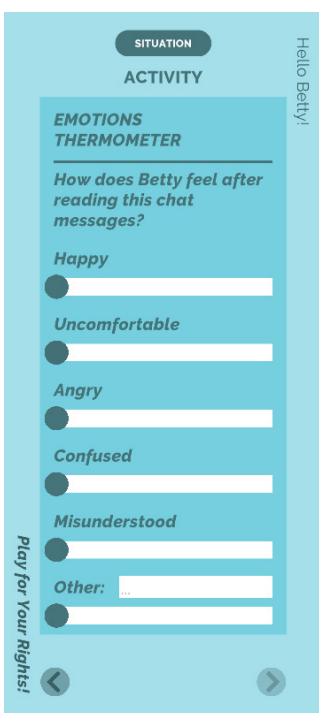 SITUATION
ACTIVITY
Hello Betty!
EMOTIONS
THERMOMETER
How does Betty feel after
reading this chat
messages?
Happy
Uncomfortable
Angry
Confused
Misunderstood
Other: ...
Play for Your Rights!